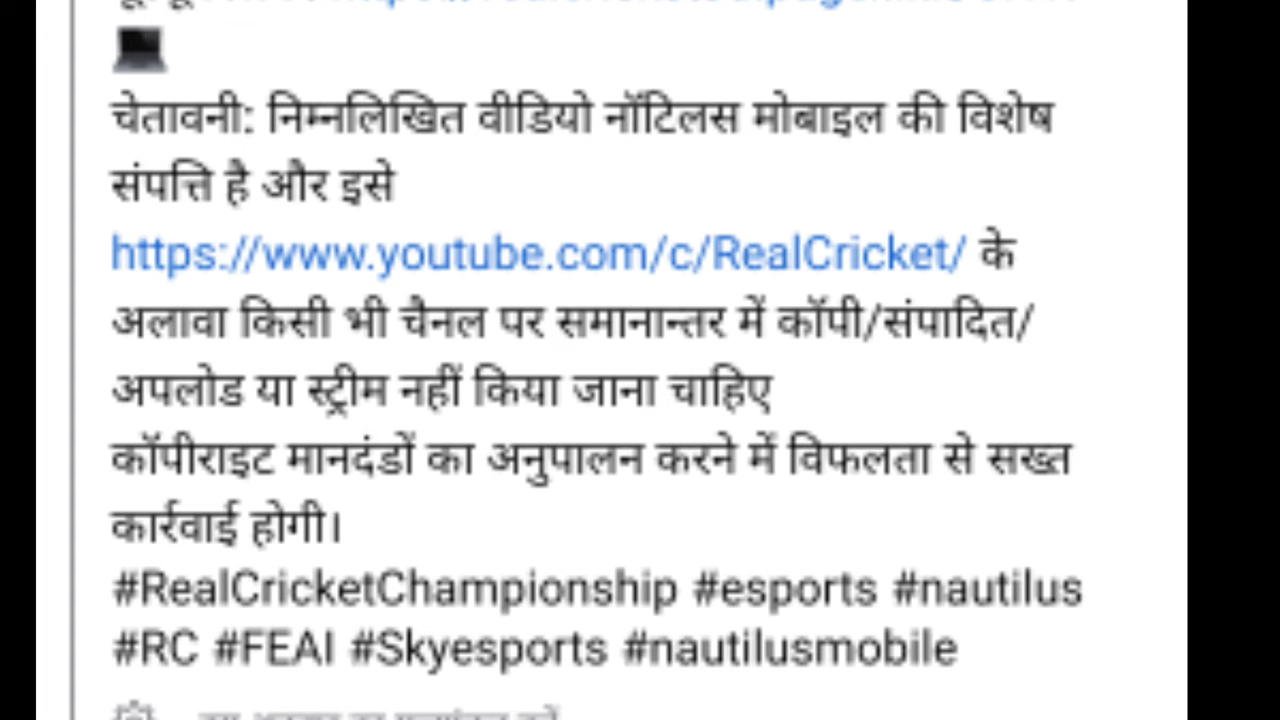 चेतावनी: निम्नलिखित वीडियो नॉटिलस मोबाइल की विशेष
संपत्ति है और इसे
https://www.youtube.com/c/RealCricket/ के
अलावा किसी भी चैनल पर समानान्तर में कॉपी/संपादित/
अपलोड या स्ट्रीम नहीं किया जाना चाहिए
कॉपीराइट मानदंडों का अनुपालन करने में विफलता से सख्त
कार्रवाई होगी।
#RealCricketChampionship #esports #nautilus
#RC #FEAI #Skyesports #nautilusmobile